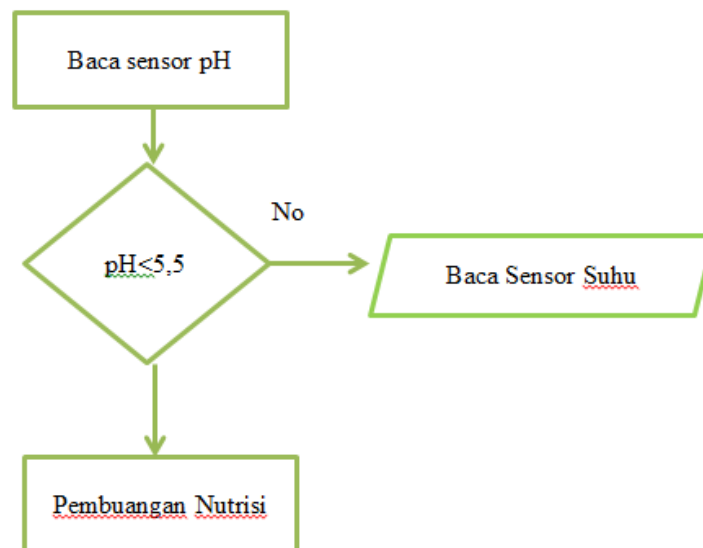 Baca sensor pH
No
pH<5,5
Baca Sensor Suhu
Pembuangan Nutrisi